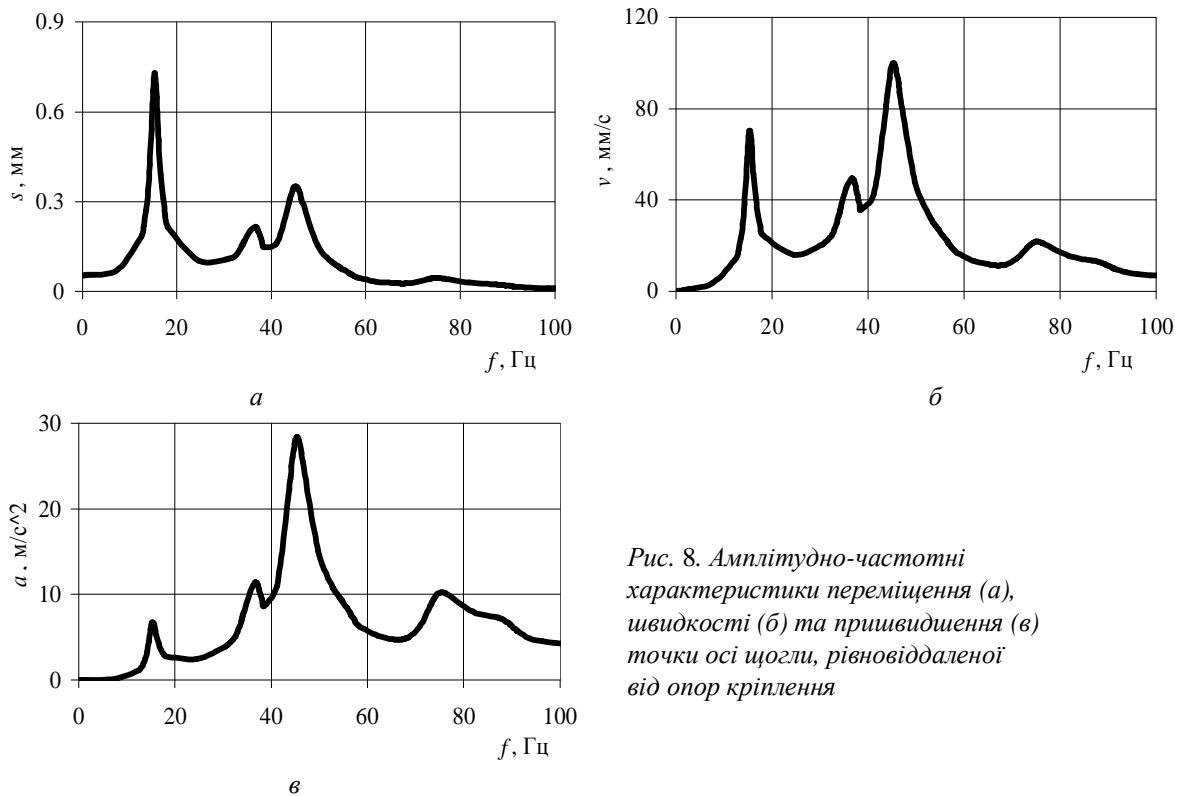 0.9
0.6
0.3
0
s , мм
0 20 40 60 80 100
f , Гц
а
120
80
40
0
v , мм/с
0 20 40 60 80 100
f , Гц
б
30
20
10
0
a . м/с^2
0 20 40 60 80 100
f , Гц
в
Рис. 8. Амплітудно-частотні
характеристики переміщення (а),
швидкості (б) та пришвидшення (в)
точки осі щогли, рівновіддаленої
від опор кріплення